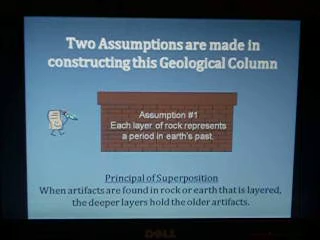 Two Assumptions are made in
constructing this Geological Column
Assumption #1
Each layer of rock represents
a period in earth's past.
Principal of Superposition
When artifacts are found in rock or earth that is layered,
the deeper layers hold the older artifacts.
DELL